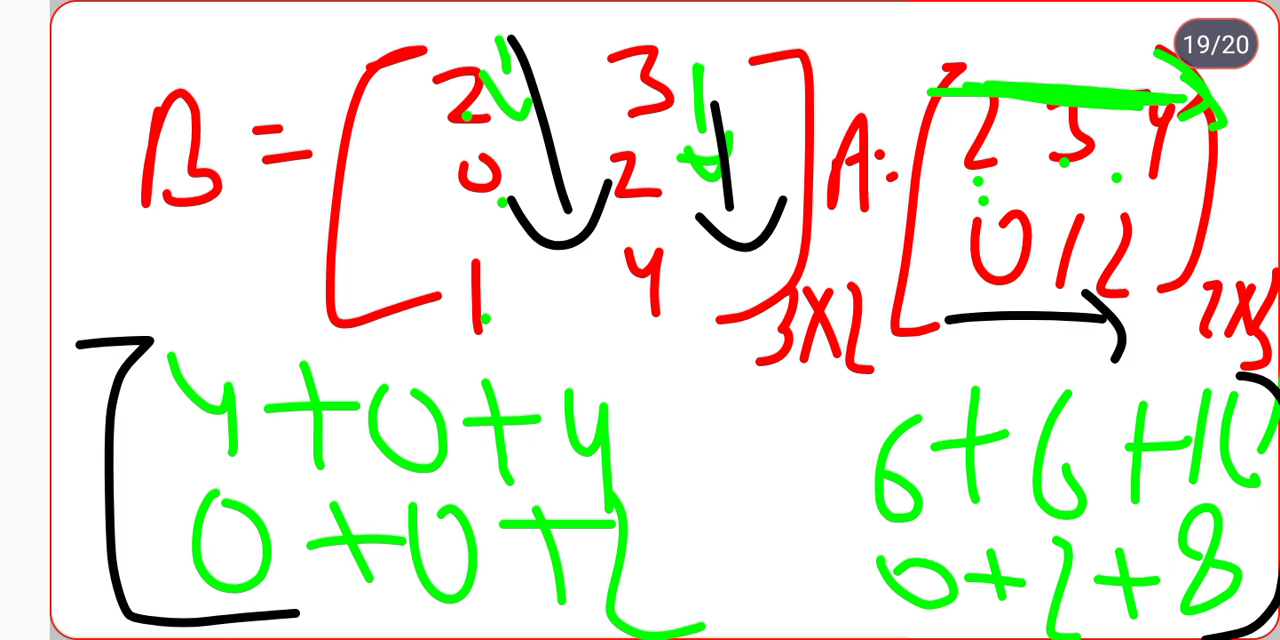 19/20
B = [ 2 3 ] A: [ 2 3 4 ]
0 2 0 1 2
1 4
3X2 2X3
4+0+4 6+6+16
0+0+2 0+2+8